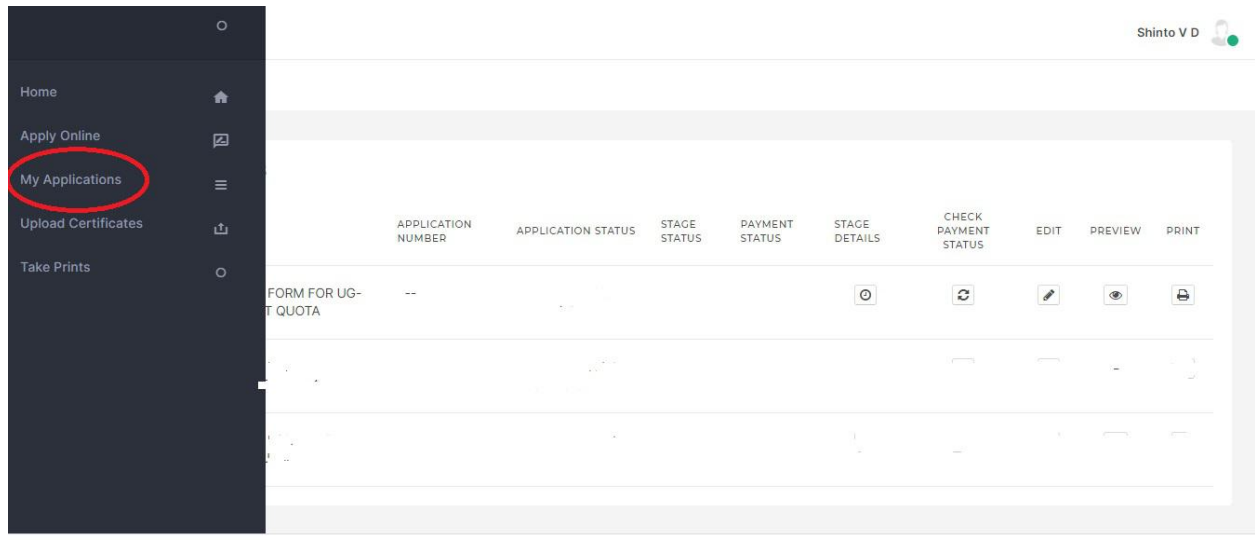 Shinto V D
Home
Apply Online
My Applications
Upload Certificates
Take Prints
APPLICATION
NUMBER
APPLICATION STATUS
STAGE
STATUS
PAYMENT
STATUS
STAGE
DETAILS
CHECK
PAYMENT
STATUS
EDIT
PREVIEW
PRINT
FORM FOR UG-
T QUOTA
--